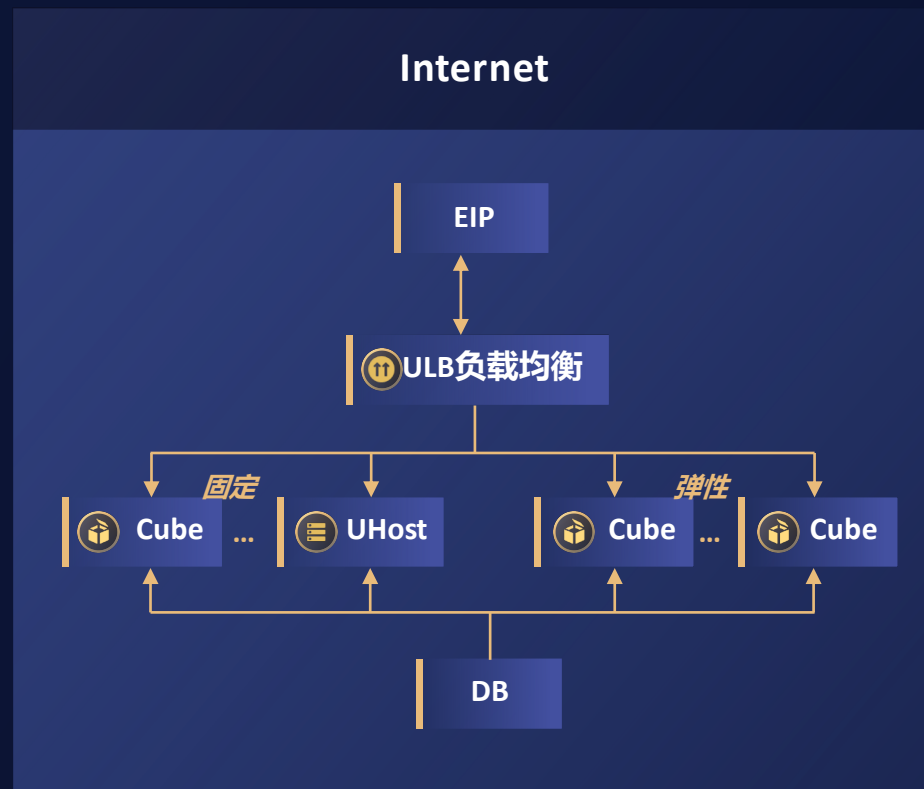 Internet
EIP
ULB负载均衡
固定
弹性
Cube
...
UHost
Cube
...
Cube
DB